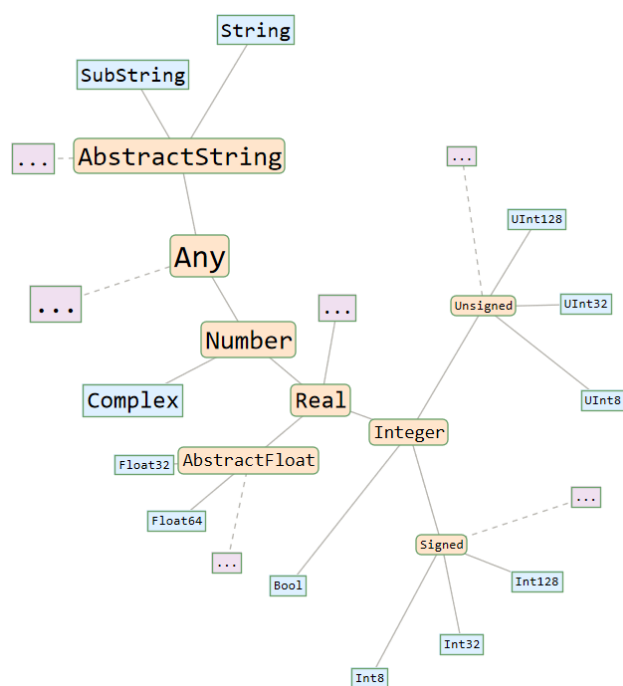 String
SubString
...
AbstractString
...
UInt128
Any
...
...
Unsigned
UInt32
Number
Complex
Real
UInt8
Integer
Float32
AbstractFloat
...
Float64
Signed
...
Bool
Int128
Int32
Int8